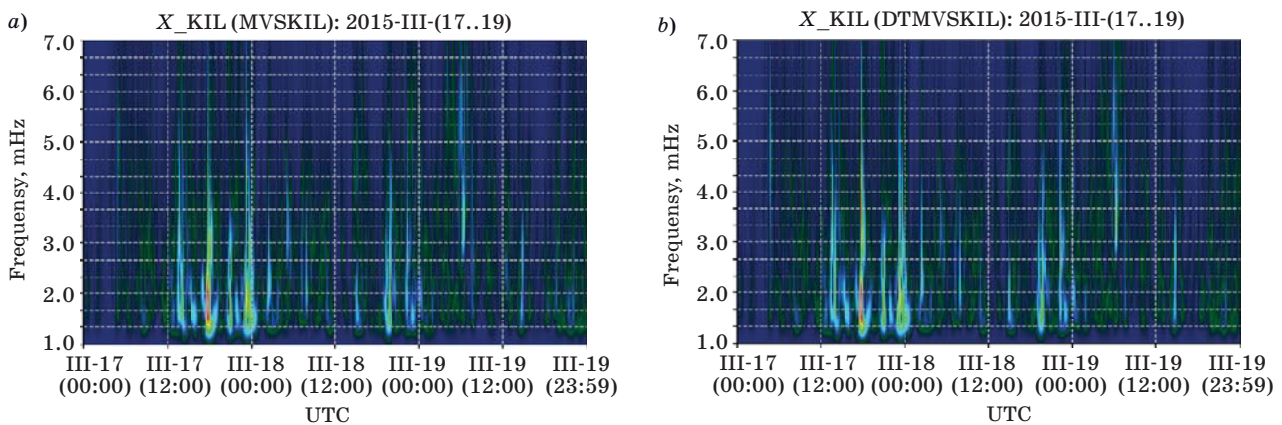 a)
X_KIL (MVSKIL): 2015-III-(17..19)
Frequensy, mHz
7.0
6.0
5.0
4.0
3.0
2.0
1.0
III-17 III-17 III-18 III-18 III-19 III-19 III-19
(00:00) (12:00) (00:00) (12:00) (00:00) (12:00) (23:59)
UTC
b)
X_KIL (DTMVSKIL): 2015-III-(17..19)
Frequensy, mHz
7.0
6.0
5.0
4.0
3.0
2.0
1.0
III-17 III-17 III-18 III-18 III-19 III-19 III-19
(00:00) (12:00) (00:00) (12:00) (00:00) (12:00) (23:59)
UTC